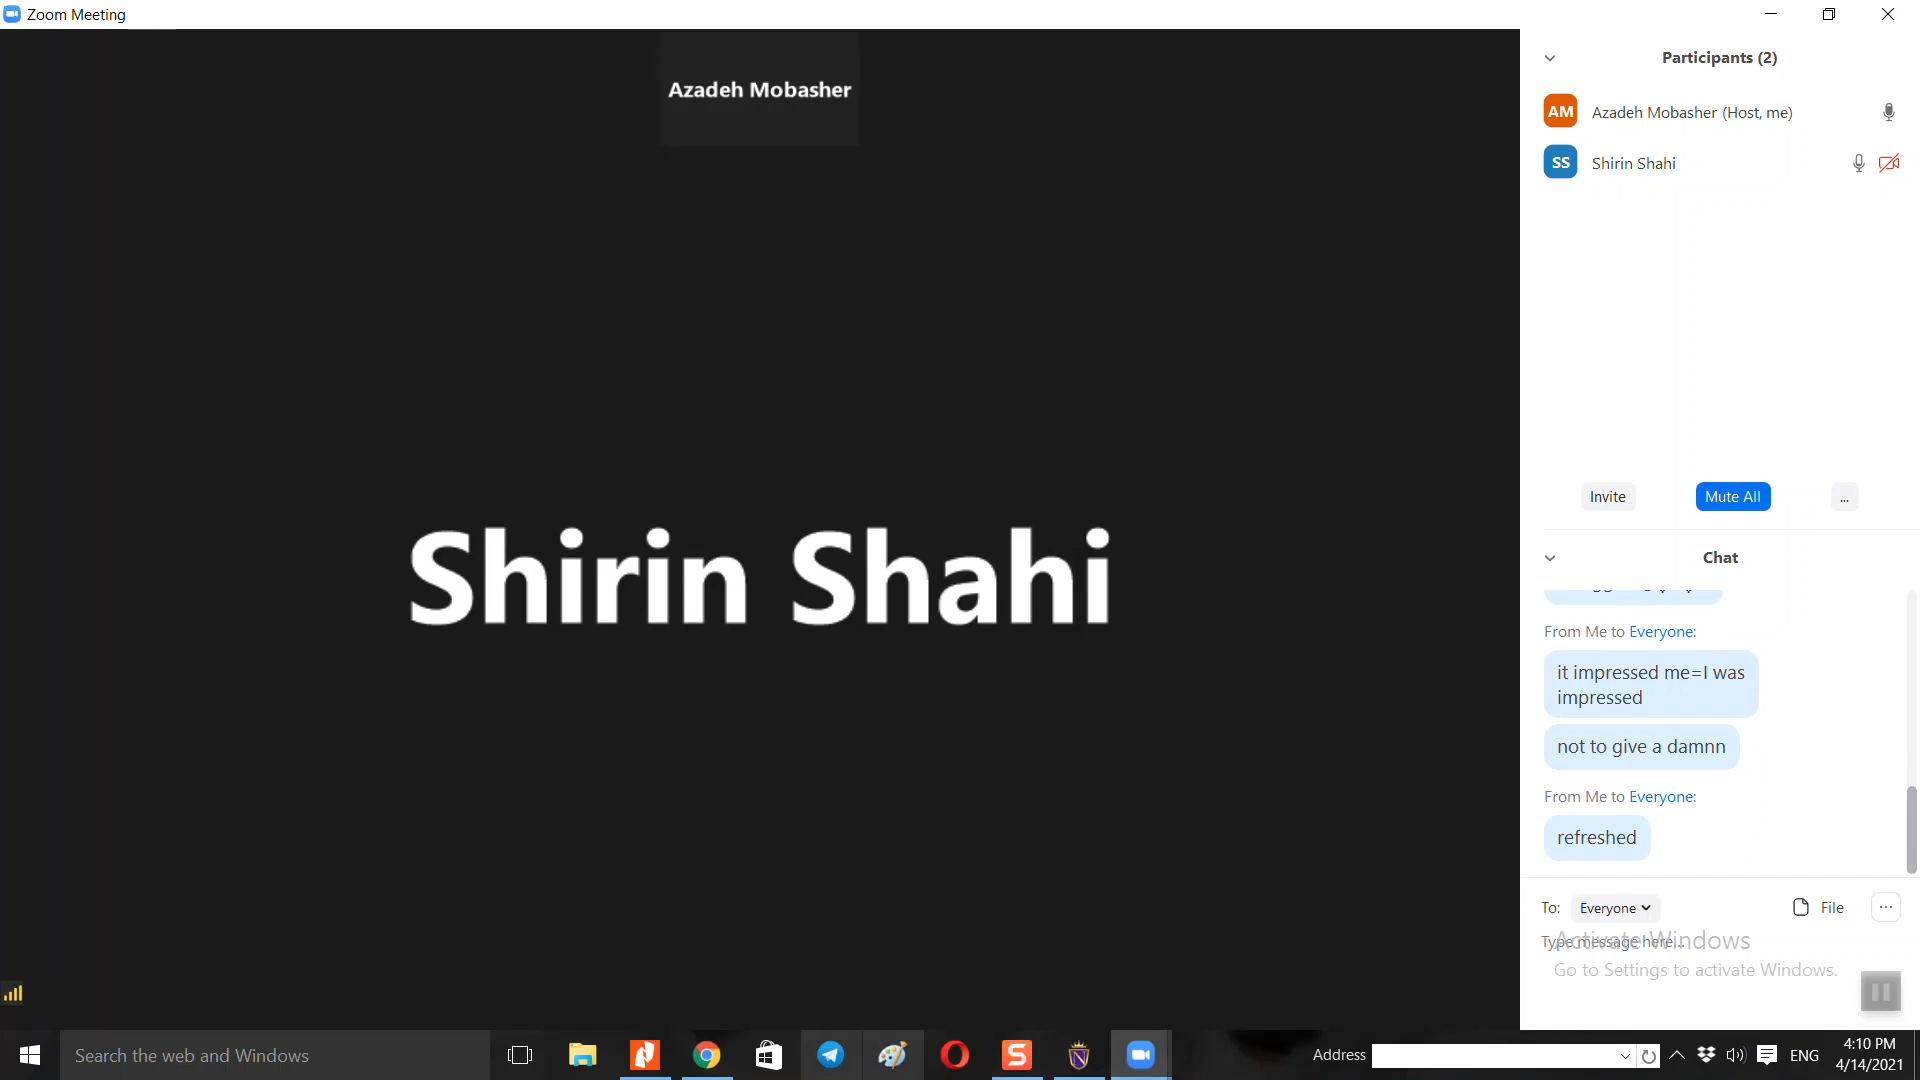 Zoom Meeting
Azadeh Mobasher
Shirin Shahi
Participants (2)
AM Azadeh Mobasher (Host, me)
SS Shirin Shahi
Invite
Mute All
...
Chat
From Me to Everyone:
it impressed me=I was
impressed
not to give a damnn
From Me to Everyone:
refreshed
To: Everyone File
Type message here...
Activate Windows
Go to Settings to activate Windows.
Search the web and Windows
Address
ENG
4:10 PM
4/14/2021